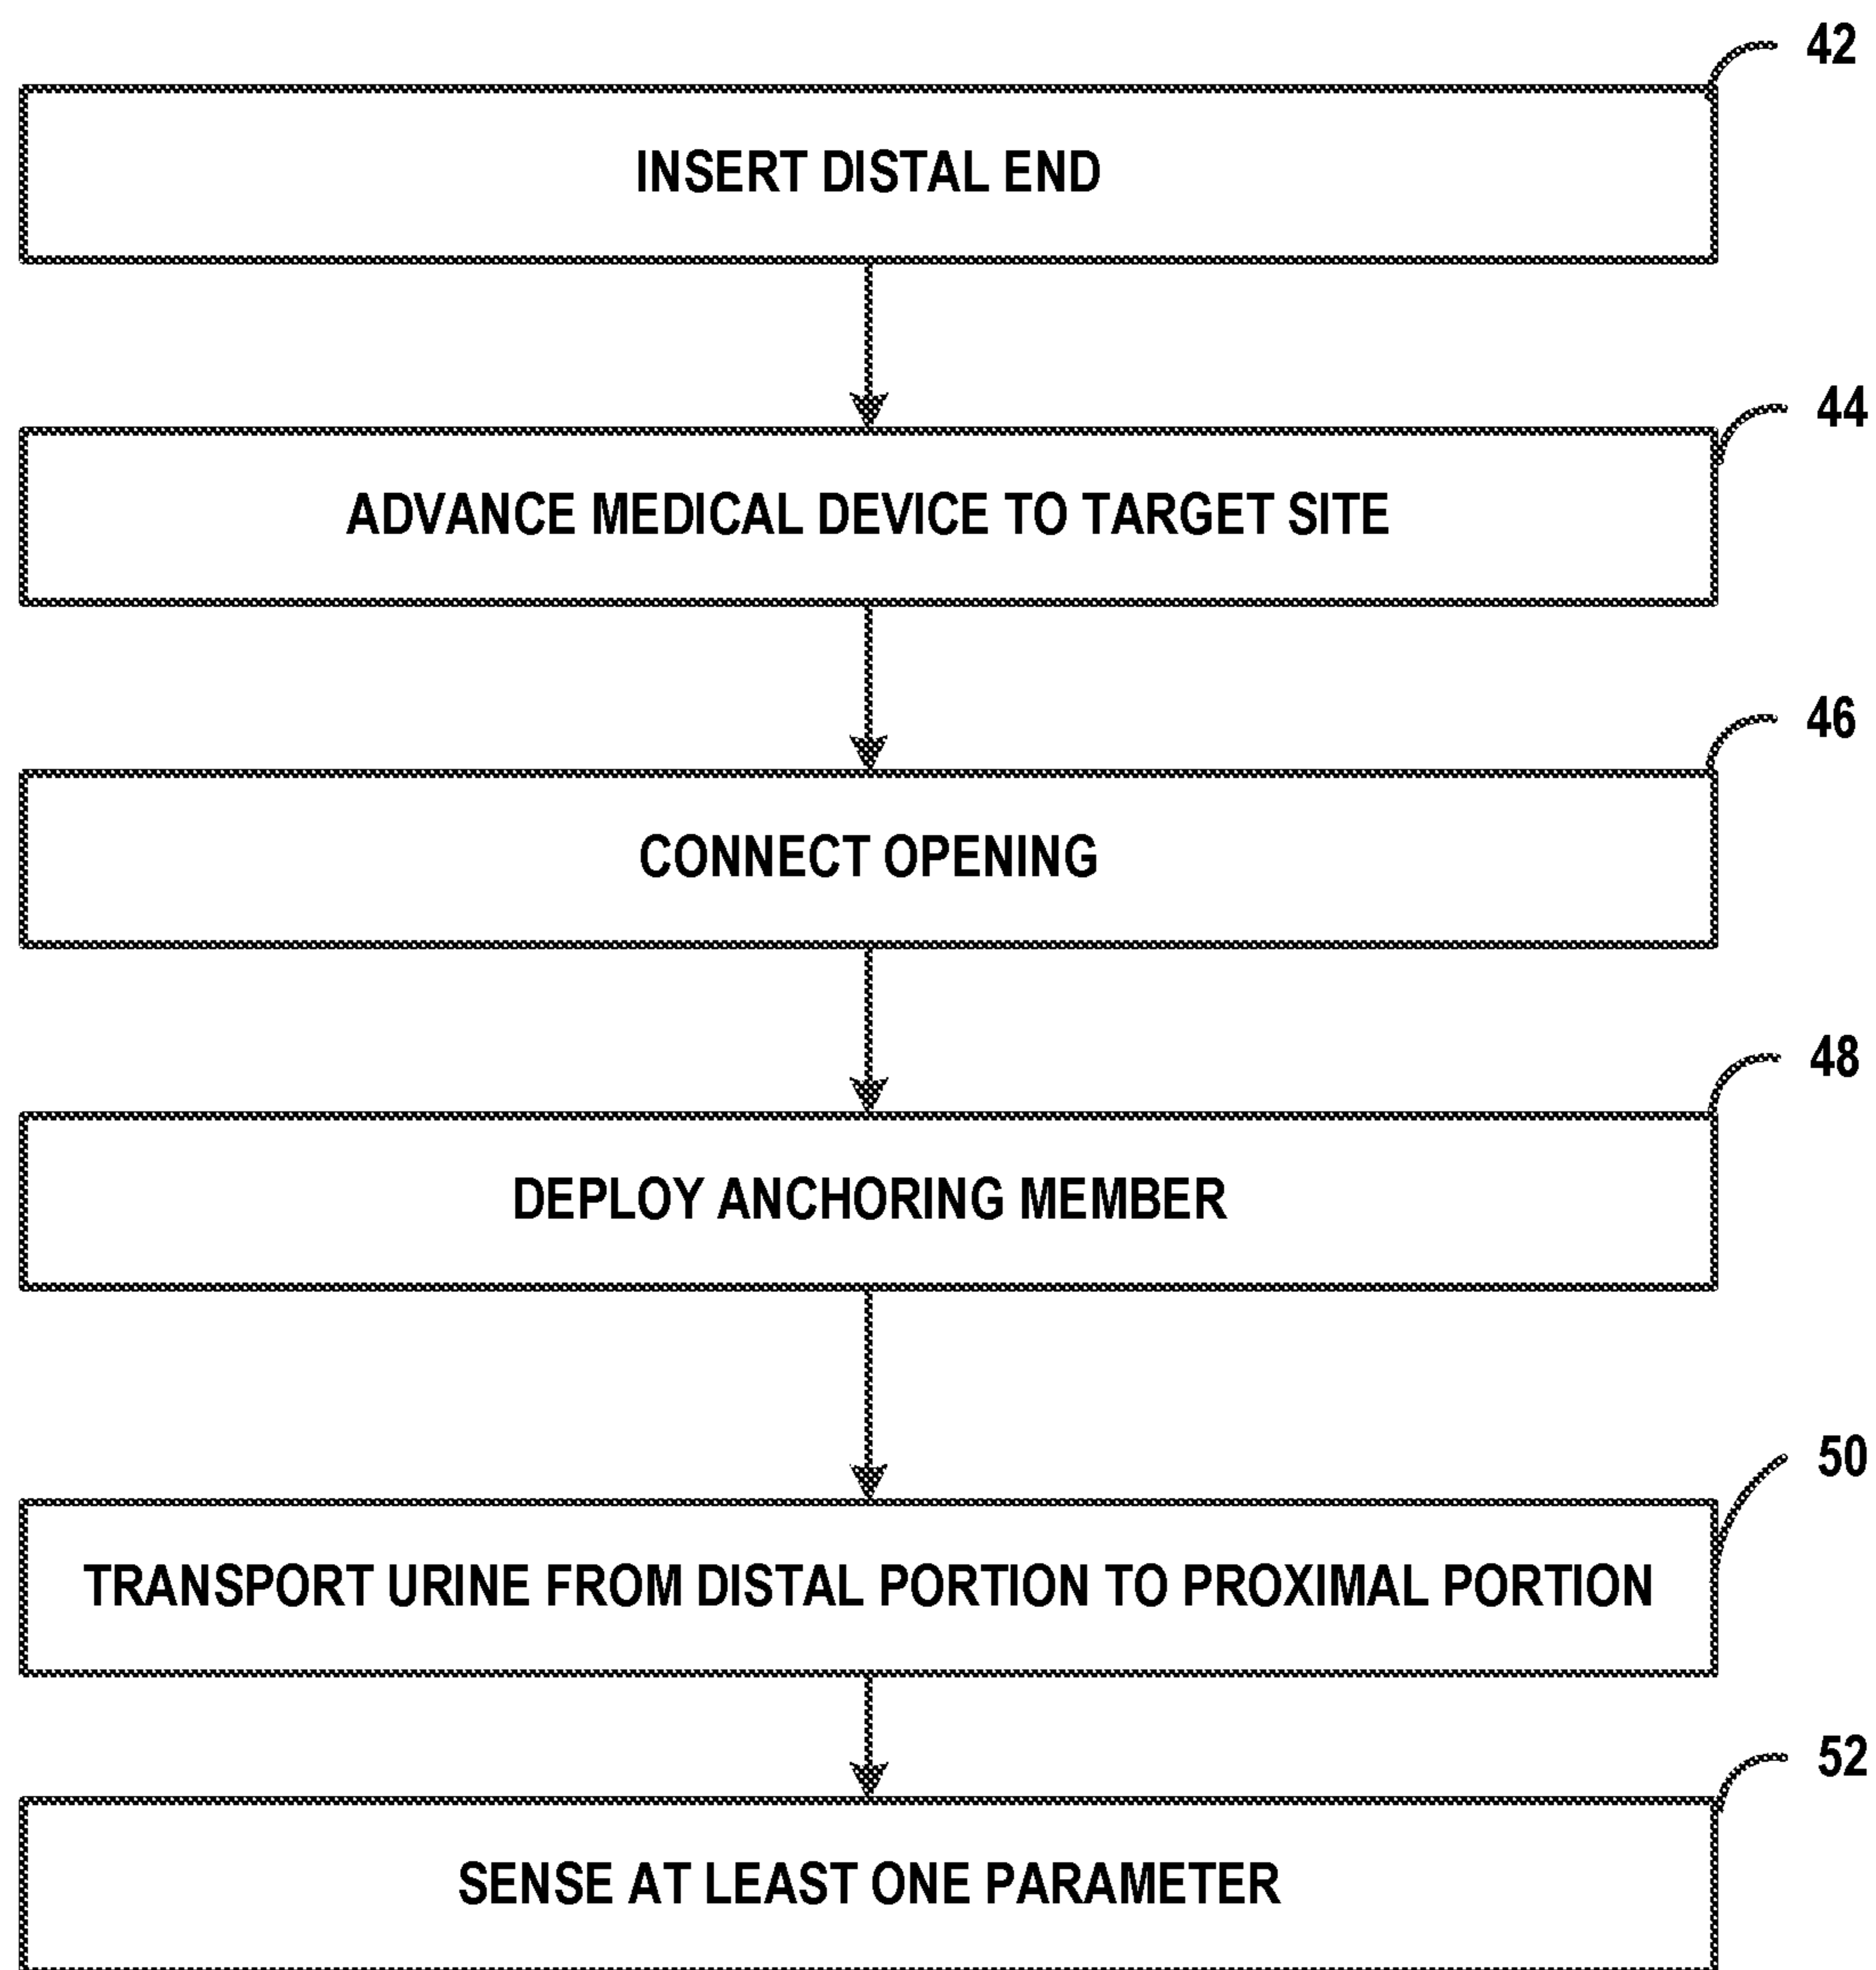 42
INSERT DISTAL END
44
ADVANCE MEDICAL DEVICE TO TARGET SITE
46
CONNECT OPENING
48
DEPLOY ANCHORING MEMBER
50
TRANSPORT URINE FROM DISTAL PORTION TO PROXIMAL PORTION
52
SENSE AT LEAST ONE PARAMETER